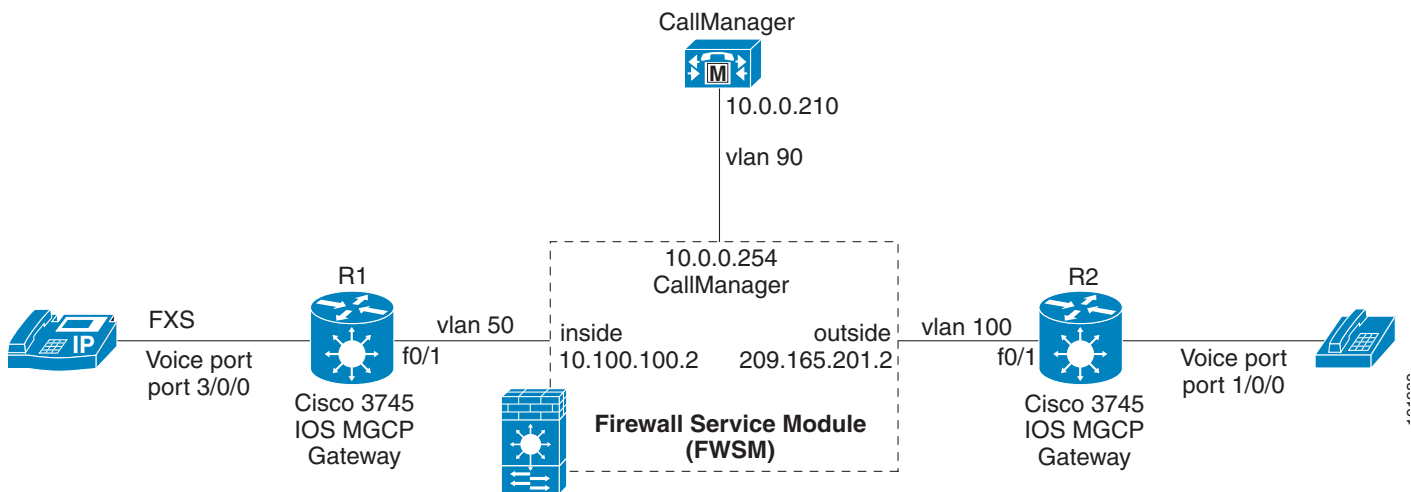 CallManager
M
10.0.0.210
vlan 90
10.0.0.254
CallManager
R1
R2
FXS
vlan 50
inside
outside
vlan 100
IP
Voice port
port 3/0/0
f0/1
10.100.100.2
209.165.201.2
f0/1
Voice port
port 1/0/0
Cisco 3745
IOS MGCP
Gateway
Firewall Service Module
(FWSM)
Cisco 3745
IOS MGCP
Gateway